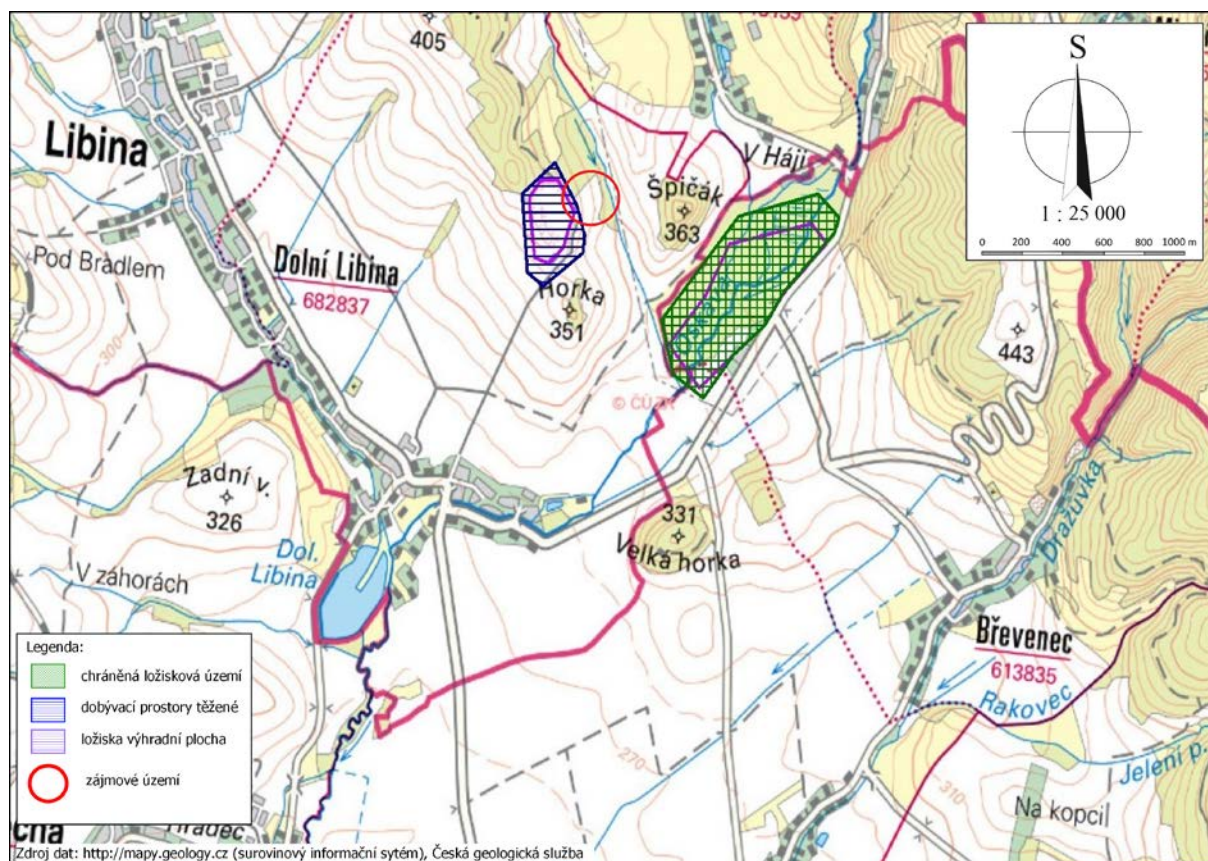 405
S
1 : 25 000
0 200 400 600 800 1000 m
Libina
V Háji
Špičák
363
Pod Bradlem
Dolní Libina
682837
Horka
351
300
443
© ČÚZK
Zadní v.
326
331
Velká horka
Dol.
Libina
V záhorách
Dražůvka
Břevenec
613835
Rakovec
Jelení p.
270
310
Na kopci
Hradec
Legenda:
chráněná ložisková území
dobývací prostory těžené
ložiska výhradní plocha
zájmové území
Zdroj dat: http://mapy.geology.cz (surovinový informační sytém), Česká geologická služba